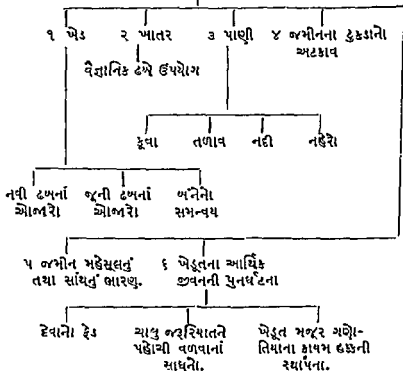 ૧ ખેડ ૨ ખાતર ૩ પાણી ૪ જમીનના ટુકડાનો
અટકાવ
વૈજ્ઞાનિક ઢબે ઉપયોગ
કૂવા તળાવ નદી નહેરો
નવી ઢબનાં જૂની ઢબનાં બંનેનો
ઓજારો ઓજારો સમન્વય
૫ જમીન મહેસૂલનું ૬ ખેડૂતના આર્થિક
તથા સાંથનું ભારણ. જીવનની પુનર્ઘટના
દેવાનો ફેડ ચાલુ જરૂરિયાતને ખેડૂત મજૂર ગણો-
પહોચી વળવાનાં તિયાના કાયમ હક્કની
સાધનો. સ્થાપના.